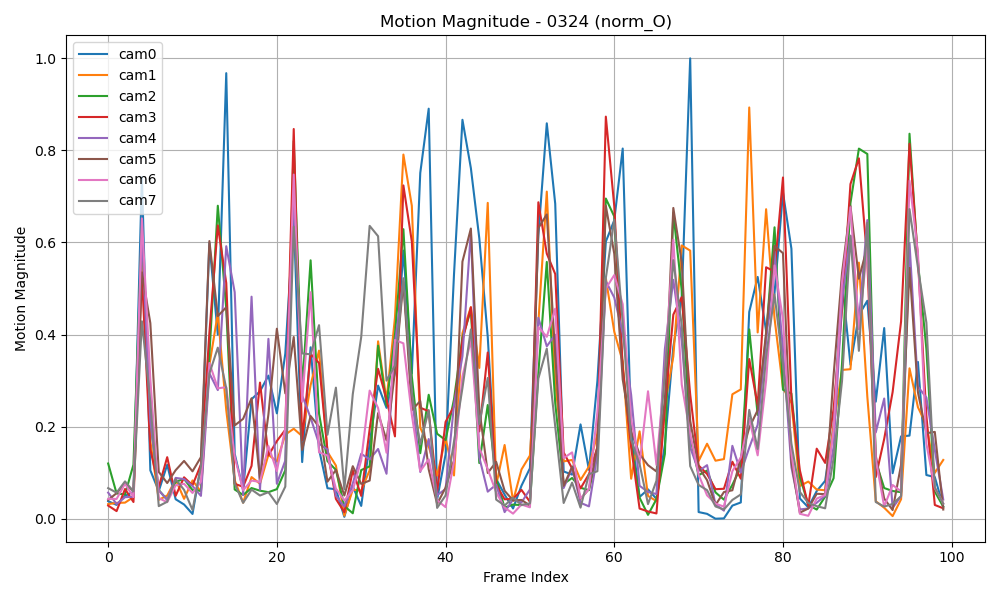 Motion Magnitude - 0324 (norm_O)
cam0
cam1
cam2
cam3
cam4
cam5
cam6
cam7
Motion Magnitude
1.0
0.8
0.6
0.4
0.2
0.0
0 20 40 60 80 100
Frame Index